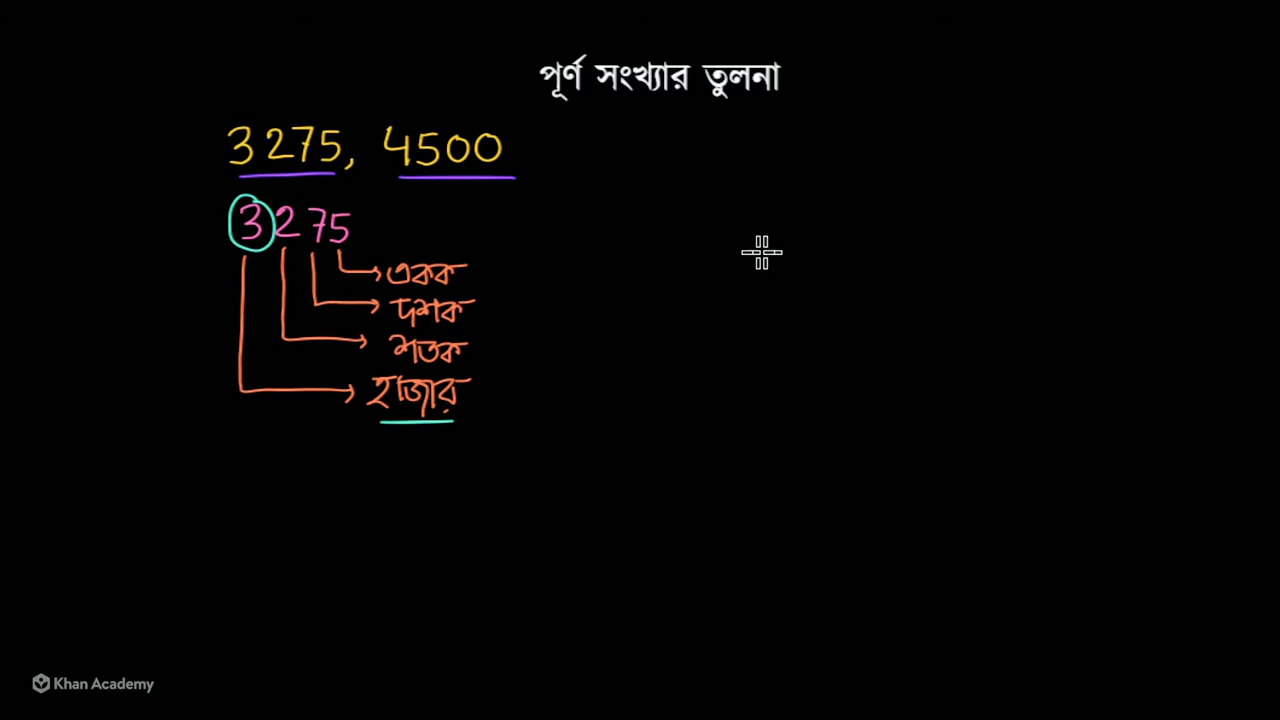 পূর্ণ সংখ্যার তুলনা
3275, 4500
3275
একক
দশক
শতক
হাজার
Khan Academy